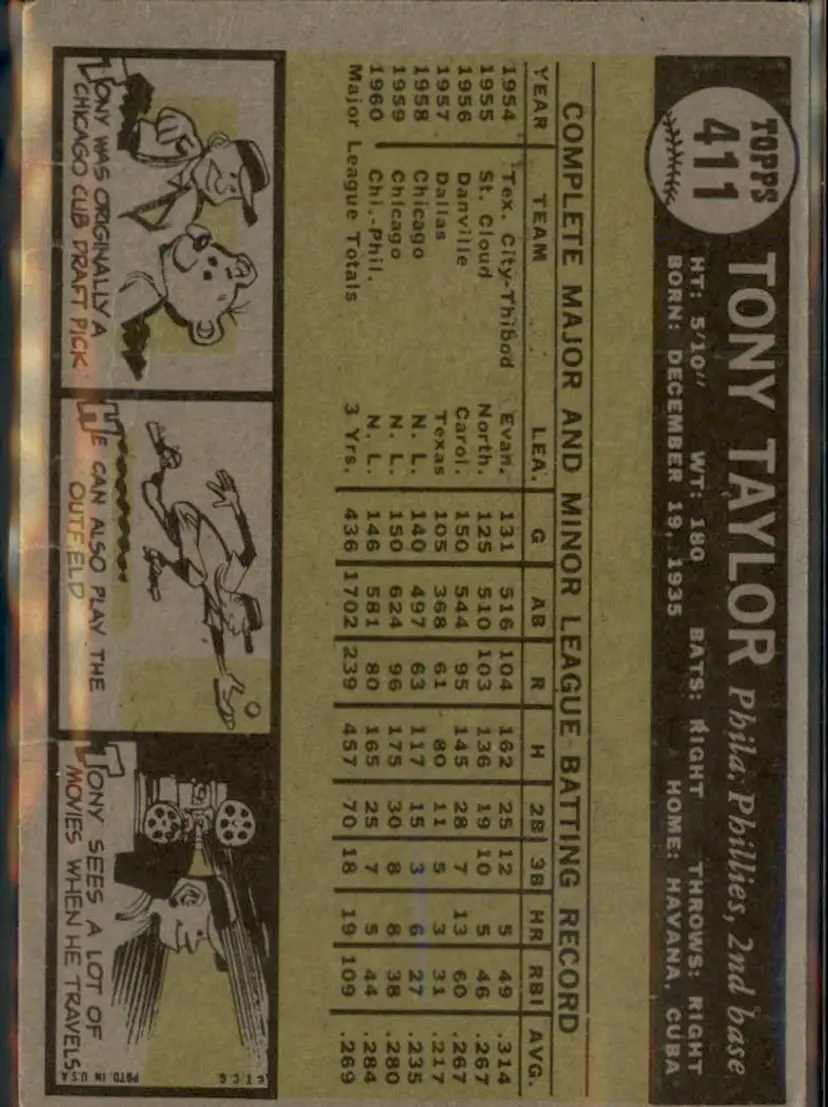 TOPPS
411
TONY TAYLOR Phila. Phillies, 2nd base
HT: 5'10" WT: 180 BATS: RIGHT THROWS: RIGHT
BORN: DECEMBER 19, 1935 HOME: HAVANA, CUBA
COMPLETE MAJOR AND MINOR LEAGUE BATTING RECORD
YEAR TEAM LEA. G AB R H 2B 3B HR RBI AVG.
1954 Tex. City-Thibod Evan. 131 516 104 162 25 12 5 49 .314
1955 St. Cloud North. 125 510 103 136 19 10 5 46 .267
1956 Danville Carol. 150 544 95 145 28 7 13 60 .267
1957 Dallas Texas 105 368 61 80 11 5 3 31 .217
1958 Chicago N. L. 140 497 63 117 15 3 6 27 .235
1959 Chicago N. L. 150 624 96 175 30 8 8 38 .280
1960 Chi.-Phil. N. L. 146 581 80 165 25 7 5 44 .284
Major League Totals 3 Yrs. 436 1702 239 457 70 18 19 109 .269
TONY WAS ORIGINALLY A
CHICAGO CUB DRAFT PICK
HE CAN ALSO PLAY THE
OUTFIELD
TONY SEES A LOT OF
MOVIES WHEN HE TRAVELS
© T.C.G.
PRTD. IN U.S.A.